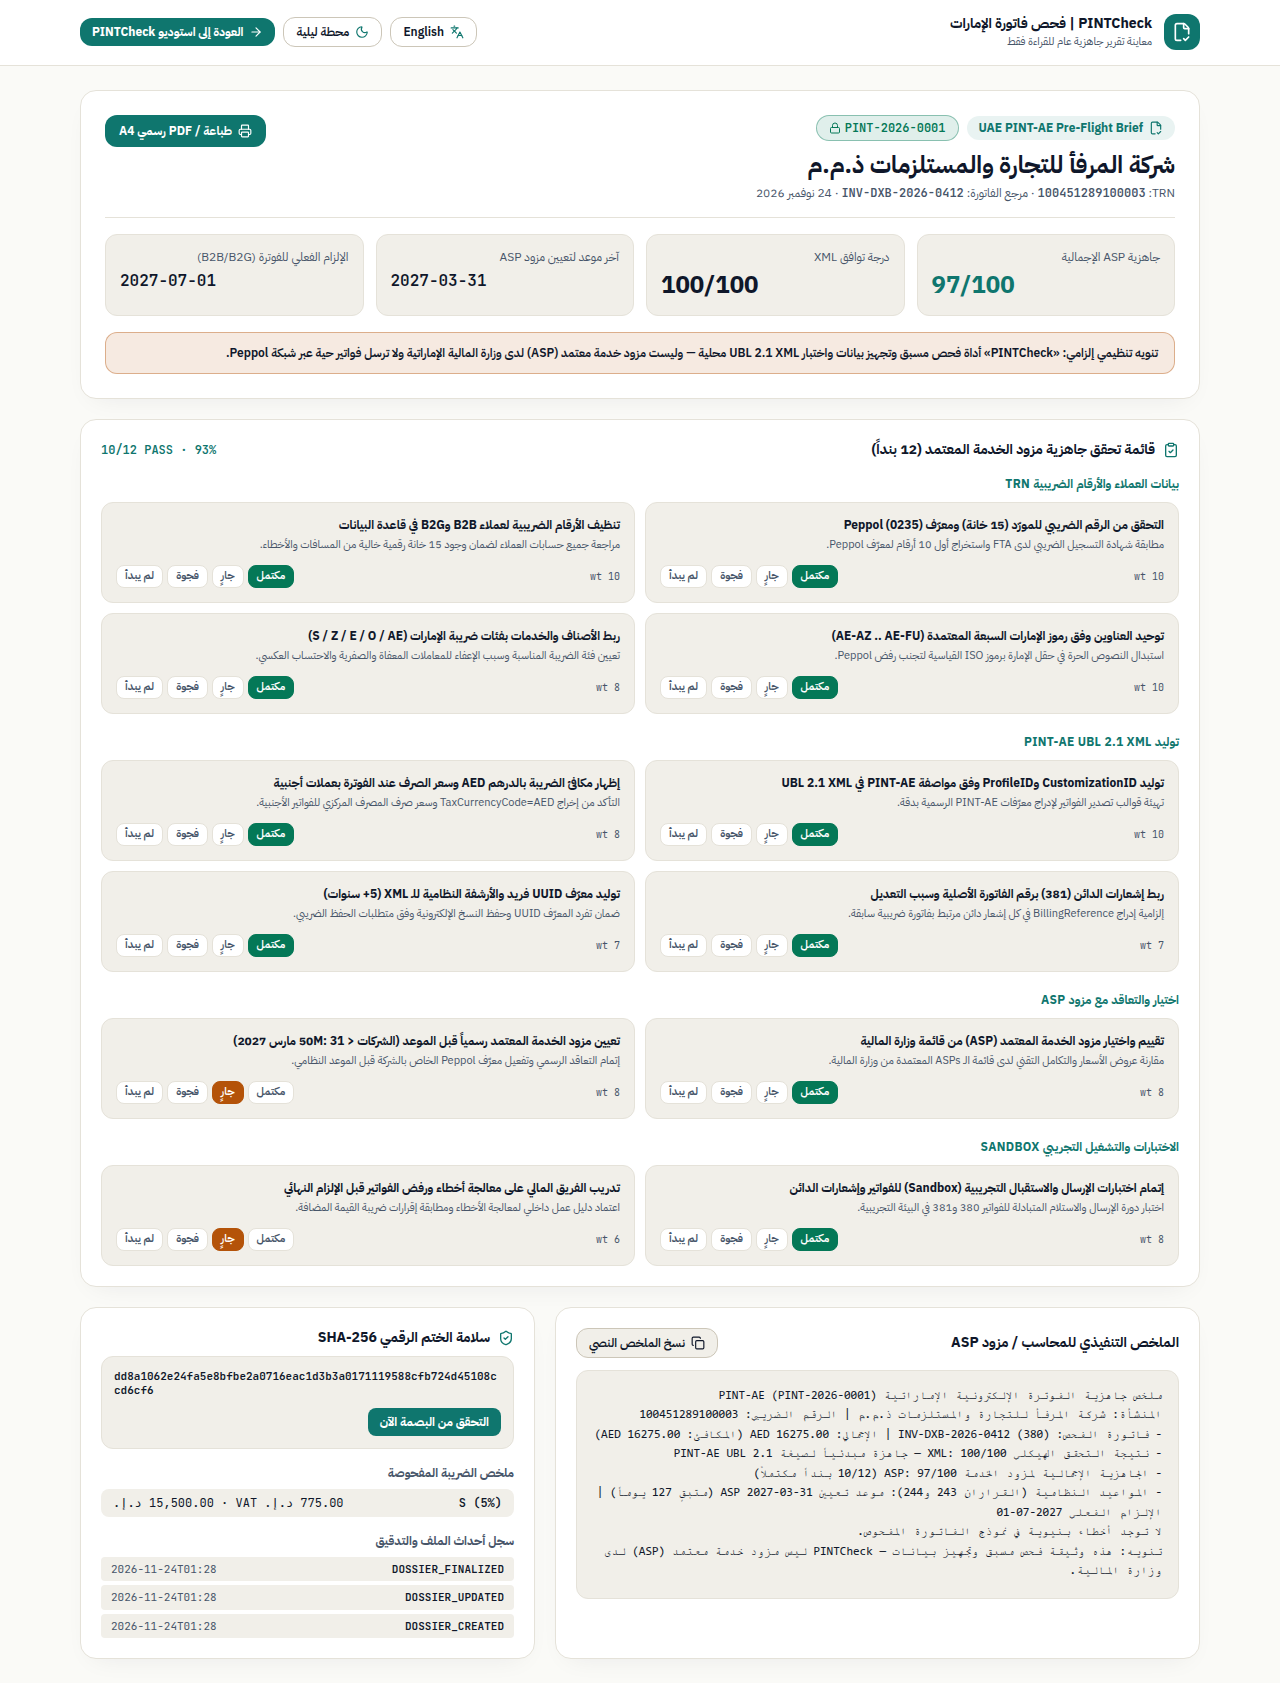 PINTCheck | فحص فاتورة الإمارات
معاينة تقرير جاهزية عام للقراءة فقط
English
محطة ليلية
العودة إلى استوديو PINTCheck
UAE PINT-AE Pre-Flight Brief
PINT-2026-0001
طباعة / PDF رسمي A4
شركة المرفأ للتجارة والمستلزمات ذ.م.م
TRN: 100451289100003 · مرجع الفاتورة: INV-DXB-2026-0412 · 24 نوفمبر 2026
جاهزية ASP الإجمالية
97/100
درجة توافق XML
100/100
آخر موعد لتعيين مزود ASP
2027-03-31
الإلزام الفعلي للفوترة (B2B/B2G)
2027-07-01
تنويه تنظيمي إلزامي: «PINTCheck» أداة فحص مسبق وتجهيز بيانات واختبار UBL 2.1 XML محلية — وليست مزود خدمة معتمد (ASP) لدى وزارة المالية الإماراتية ولا ترسل فواتير حية عبر شبكة Peppol.
قائمة تحقق جاهزية مزود الخدمة المعتمد (12 بنداً)
10/12 PASS · 93%
بيانات العملاء والأرقام الضريبية TRN
التحقق من الرقم الضريبي للمورّد (15 خانة) ومعرّف Peppol (0235)
مطابقة شهادة التسجيل الضريبي لدى FTA واستخراج أول 10 أرقام لمعرّف Peppol.
wt 10
مكتمل
جارٍ
فجوة
لم يبدأ
تنظيف الأرقام الضريبية لعملاء B2B وB2G في قاعدة البيانات
مراجعة جميع حسابات العملاء لضمان وجود 15 خانة رقمية خالية من المسافات والأخطاء.
wt 10
مكتمل
جارٍ
فجوة
لم يبدأ
توحيد العناوين وفق رموز الإمارات السبعة المعتمدة (AE-AZ .. AE-FU)
استبدال النصوص الحرة في حقل الإمارة برموز ISO القياسية لتجنب رفض Peppol.
wt 10
مكتمل
جارٍ
فجوة
لم يبدأ
ربط الأصناف والخدمات بفئات ضريبة الإمارات (S / Z / E / O / AE)
تعيين فئة الضريبة المناسبة وسبب الإعفاء للمعاملات المعفاة والصفرية والاحتساب العكسي.
wt 8
مكتمل
جارٍ
فجوة
لم يبدأ
توليد PINT-AE UBL 2.1 XML
توليد CustomizationID وProfileID وفق مواصفة PINT-AE في UBL 2.1 XML
تهيئة قوالب تصدير الفواتير لإدراج معرّفات PINT-AE الرسمية بدقة.
wt 10
مكتمل
جارٍ
فجوة
لم يبدأ
إظهار مكافئ الضريبة بالدرهم AED وسعر الصرف عند الفوترة بعملات أجنبية
التأكد من إخراج TaxCurrencyCode=AED وسعر صرف المصرف المركزي للفواتير الأجنبية.
wt 8
مكتمل
جارٍ
فجوة
لم يبدأ
ربط إشعارات الدائن (381) برقم الفاتورة الأصلية وسبب التعديل
إلزامية إدراج BillingReference في كل إشعار دائن مرتبط بفاتورة ضريبية سابقة.
wt 7
مكتمل
جارٍ
فجوة
لم يبدأ
توليد معرّف UUID فريد والأرشفة النظامية للـ XML (5+ سنوات)
ضمان تفرد المعرّف UUID وحفظ النسخ الإلكترونية وفق متطلبات الحفظ الضريبي.
wt 7
مكتمل
جارٍ
فجوة
لم يبدأ
اختيار والتعاقد مع مزود ASP
تقييم واختيار مزود الخدمة المعتمد (ASP) من قائمة وزارة المالية
مقارنة عروض الأسعار والتكامل التقني لدى قائمة الـ ASPs المعتمدة من وزارة المالية.
wt 8
مكتمل
جارٍ
فجوة
لم يبدأ
تعيين مزود الخدمة المعتمد رسمياً قبل الموعد (الشركات < 50M: 31 مارس 2027)
إتمام التعاقد الرسمي وتفعيل معرّف Peppol الخاص بالشركة قبل الموعد النظامي.
wt 8
مكتمل
جارٍ
فجوة
لم يبدأ
الاختبارات والتشغيل التجريبي SANDBOX
إتمام اختبارات الإرسال والاستقبال التجريبية (Sandbox) للفواتير وإشعارات الدائن
اختبار دورة الإرسال والاستلام المتبادلة للفواتير 380 و381 في البيئة التجريبية.
wt 8
مكتمل
جارٍ
فجوة
لم يبدأ
تدريب الفريق المالي على معالجة أخطاء ورفض الفواتير قبل الإلزام النهائي
اعتماد دليل عمل داخلي لمعالجة الأخطاء ومطابقة إقرارات ضريبة القيمة المضافة.
wt 6
مكتمل
جارٍ
فجوة
لم يبدأ
الملخص التنفيذي للمحاسب / مزود ASP
نسخ الملخص النصي
ملخص جاهزية الفوترة الإلكترونية الإماراتية PINT-AE (PINT-2026-0001)
المنشأة: شركة المرفأ للتجارة والمستلزمات ذ.م.م | الرقم الضريبي: 100451289100003
- فاتورة الفحص: INV-DXB-2026-0412 (380) | الإجمالي: AED 16275.00 (المكافئ: AED 16275.00)
- نتيجة التحقق الهيكلي XML: 100/100 — جاهزة مبدئياً لصيغة PINT-AE UBL 2.1
- الجاهزية الإجمالية لمزود الخدمة ASP: 97/100 (10/12 بنداً مكتملاً)
- المواعيد النظامية (القراران 243 و244): موعد تعيين ASP 2027-03-31 (متبقٍ 127 يوماً) |
الإلزام الفعلي 2027-07-01
لا توجد أخطاء بنيوية في نموذج الفاتورة المفحوص.
تنويه: هذه وثيقة فحص مسبق وتجهيز بيانات — PINTCheck ليس مزود خدمة معتمد (ASP) لدى
وزارة المالية.
سلامة الختم الرقمي SHA-256
dd8a1062e24fa5e8bfbe2a0716eac1d3b3a0171119588cfb724d45108c
cd6cf6
التحقق من البصمة الآن
ملخص الضريبة المفحوصة
S (5%)
15,500.00 د.إ. · VAT 775.00 د.إ.
سجل أحداث الملف والتدقيق
DOSSIER_FINALIZED
2026-11-24T01:28
DOSSIER_UPDATED
2026-11-24T01:28
DOSSIER_CREATED
2026-11-24T01:28